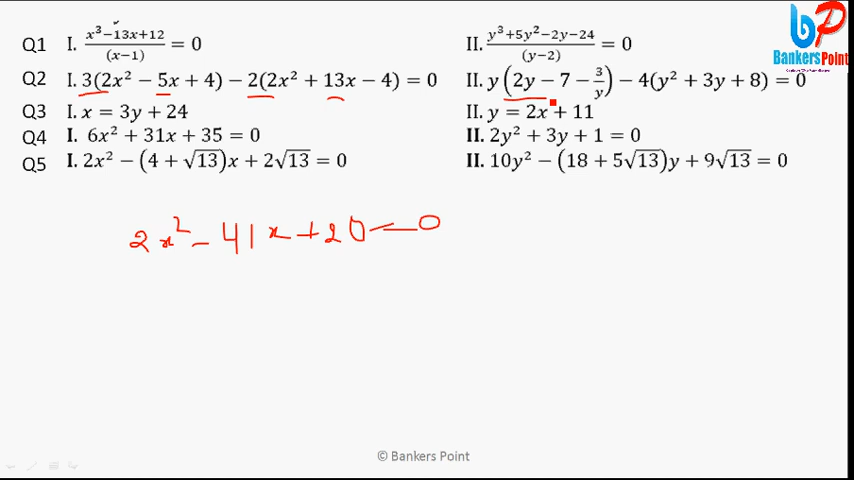 Q1 I. \frac{x³−13x+12}{(x−1)} = 0 II. \frac{y³+5y²−2y−24}{(y−2)} = 0
BankersPoint
Q2 I. 3(2x² − 5x + 4) − 2(2x² + 13x − 4) = 0 II. y(2y − 7 − \frac{3}{y}) − 4(y² + 3y + 8) = 0
Q3 I. x = 3y + 24 II. y = 2x + 11
Q4 I. 6x² + 31x + 35 = 0 II. 2y² + 3y + 1 = 0
Q5 I. 2x² − (4 + √13)x + 2√13 = 0 II. 10y² − (18 + 5√13)y + 9√13 = 0
2x² − 41x + 20 = 0
© Bankers Point